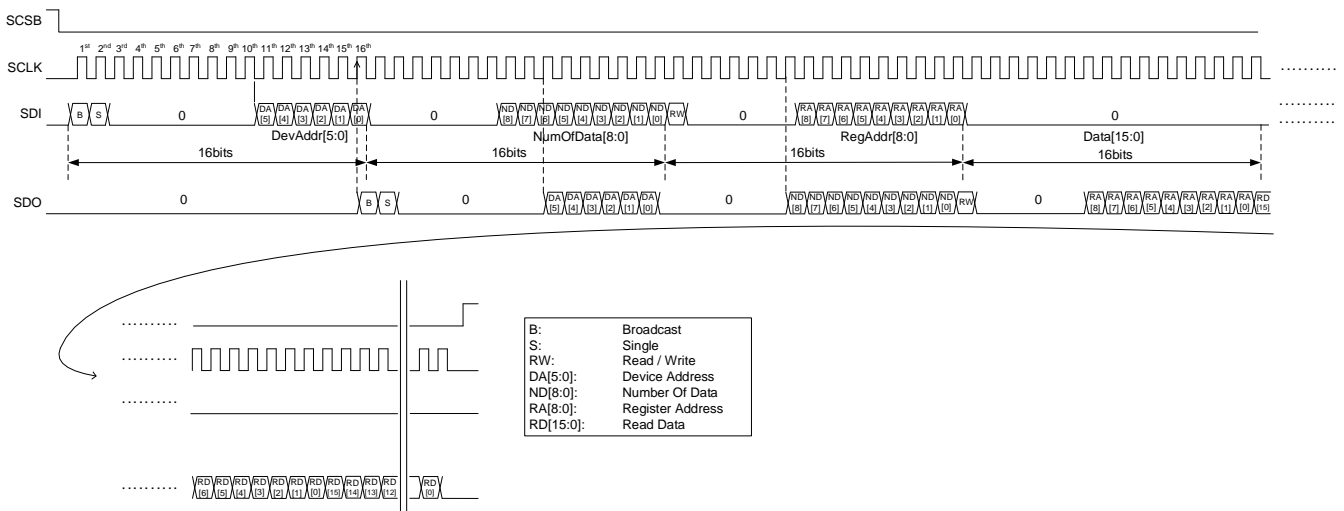 SCSB
1st 2nd 3rd 4th 5th 6th 7th 8th 9th 10th 11th 12th 13th 14th 15th 16th
SCLK
SDI B S 0 DA [5] DA [4] DA [3] DA [2] DA [1] DA [0] 0 ND [8] ND [7] ND [6] ND [5] ND [4] ND [3] ND [2] ND [1] ND [0] RW 0 RA [8] RA [7] RA [6] RA [5] RA [4] RA [3] RA [2] RA [1] RA [0] 0
DevAddr[5:0] NumOfData[8:0] RegAddr[8:0] Data[15:0]
16bits 16bits 16bits 16bits
SDO 0 B S 0 DA [5] DA [4] DA [3] DA [2] DA [1] DA [0] 0 ND [8] ND [7] ND [6] ND [5] ND [4] ND [3] ND [2] ND [1] ND [0] RW 0 RA [8] RA [7] RA [6] RA [5] RA [4] RA [3] RA [2] RA [1] RA [0] RD [15]
B: Broadcast
S: Single
RW: Read / Write
DA[5:0]: Device Address
ND[8:0]: Number Of Data
RA[8:0]: Register Address
RD[15:0]: Read Data
RD [6] RD [5] RD [4] RD [3] RD [2] RD [1] RD [0] RD [15] RD [14] RD [13] RD [12] RD [0]